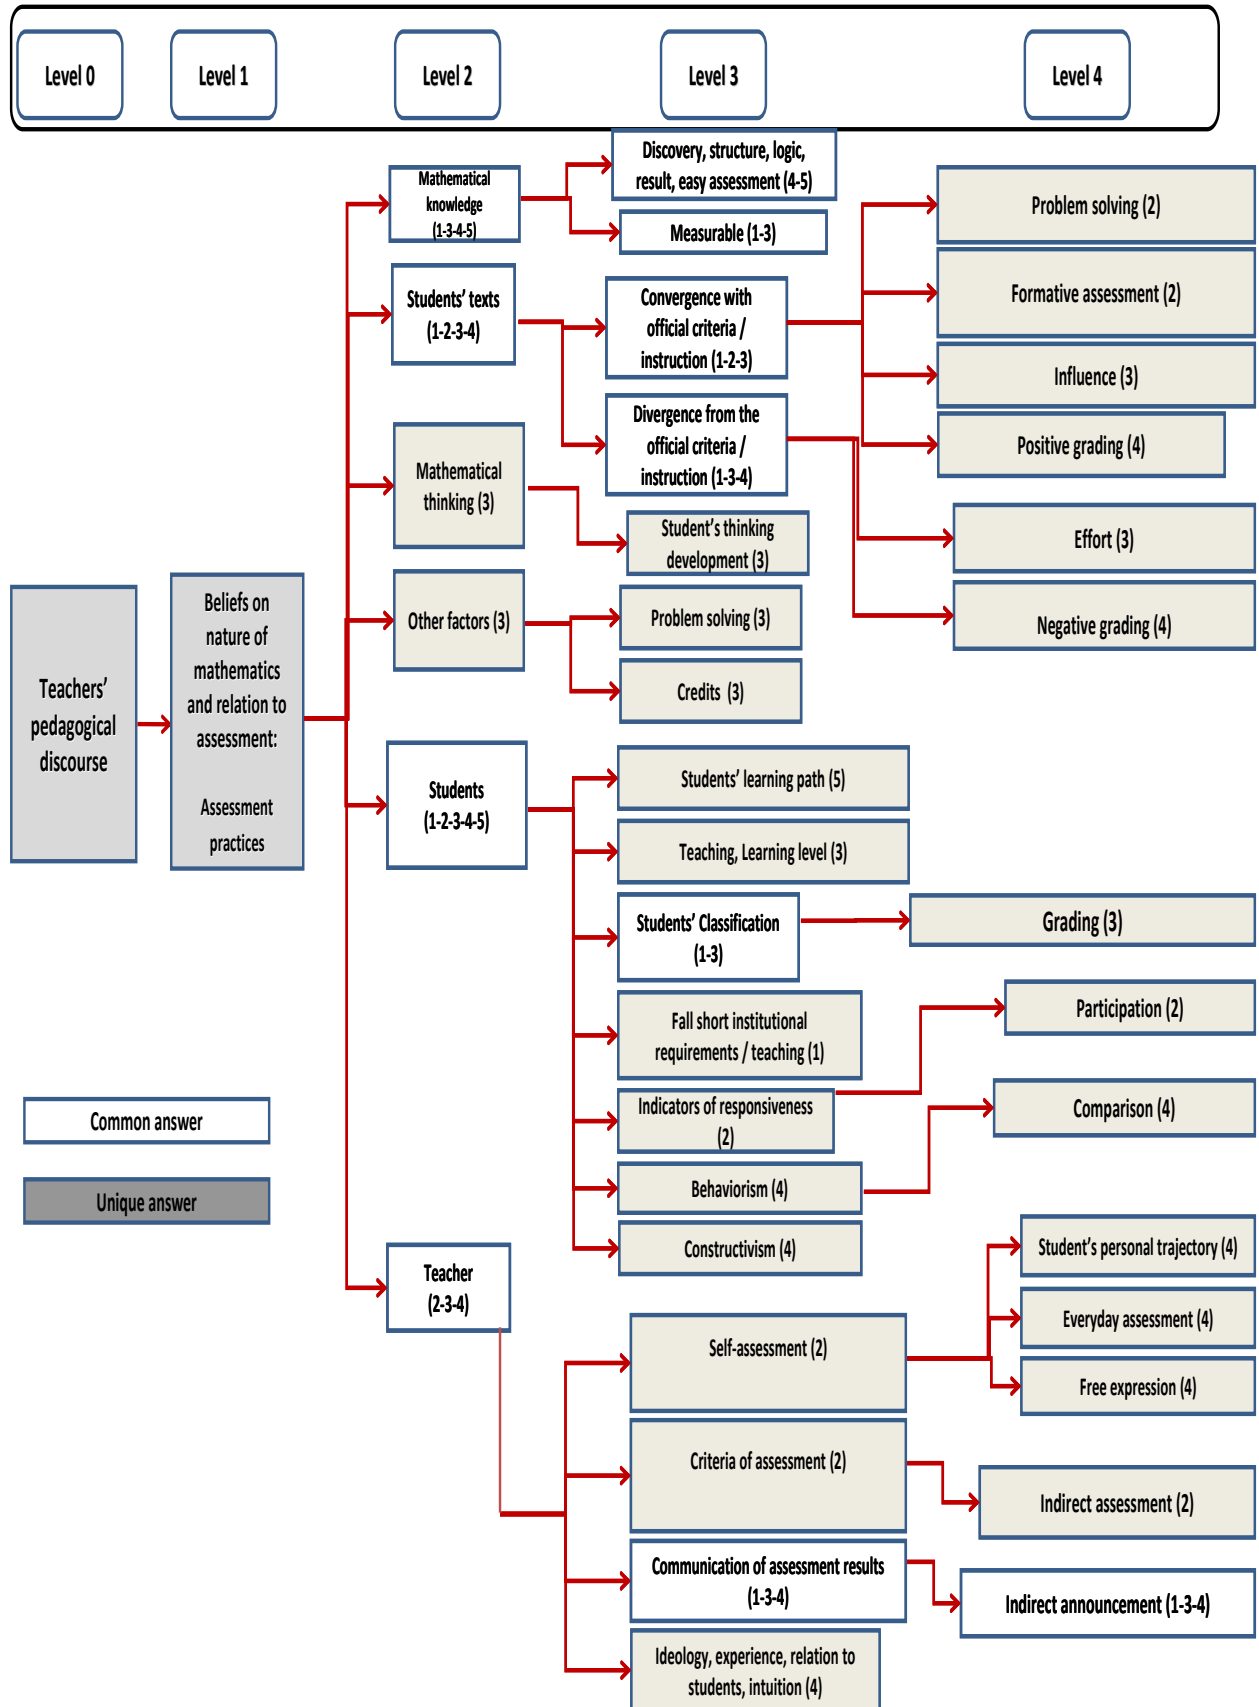 Level 0
Level 1
Level 2
Level 3
Level 4
Mathematical
knowledge
(1-3-4-5)
Discovery, structure, logic,
result, easy assessment (4-5)
Measurable (1-3)
Students’ texts
(1-2-3-4)
Convergence with
official criteria /
instruction (1-2-3)
Divergence from the
official criteria /
instruction (1-3-4)
Problem solving (2)
Formative assessment (2)
Influence (3)
Positive grading (4)
Effort (3)
Negative grading (4)
Mathematical
thinking (3)
Student’s thinking
development (3)
Other factors (3)
Problem solving (3)
Credits (3)
Teachers’
pedagogical
discourse
Beliefs on
nature of
mathematics
and relation to
assessment:
Assessment
practices
Students
(1-2-3-4-5)
Students’ learning path (5)
Teaching, Learning level (3)
Students’ Classification
(1-3)
Grading (3)
Fall short institutional
requirements / teaching (1)
Indicators of responsiveness
(2)
Participation (2)
Behaviorism (4)
Comparison (4)
Constructivism (4)
Common answer
Unique answer
Teacher
(2-3-4)
Self-assessment (2)
Student’s personal trajectory (4)
Everyday assessment (4)
Free expression (4)
Criteria of assessment (2)
Indirect assessment (2)
Communication of assessment results
(1-3-4)
Indirect announcement (1-3-4)
Ideology, experience, relation to
students, intuition (4)